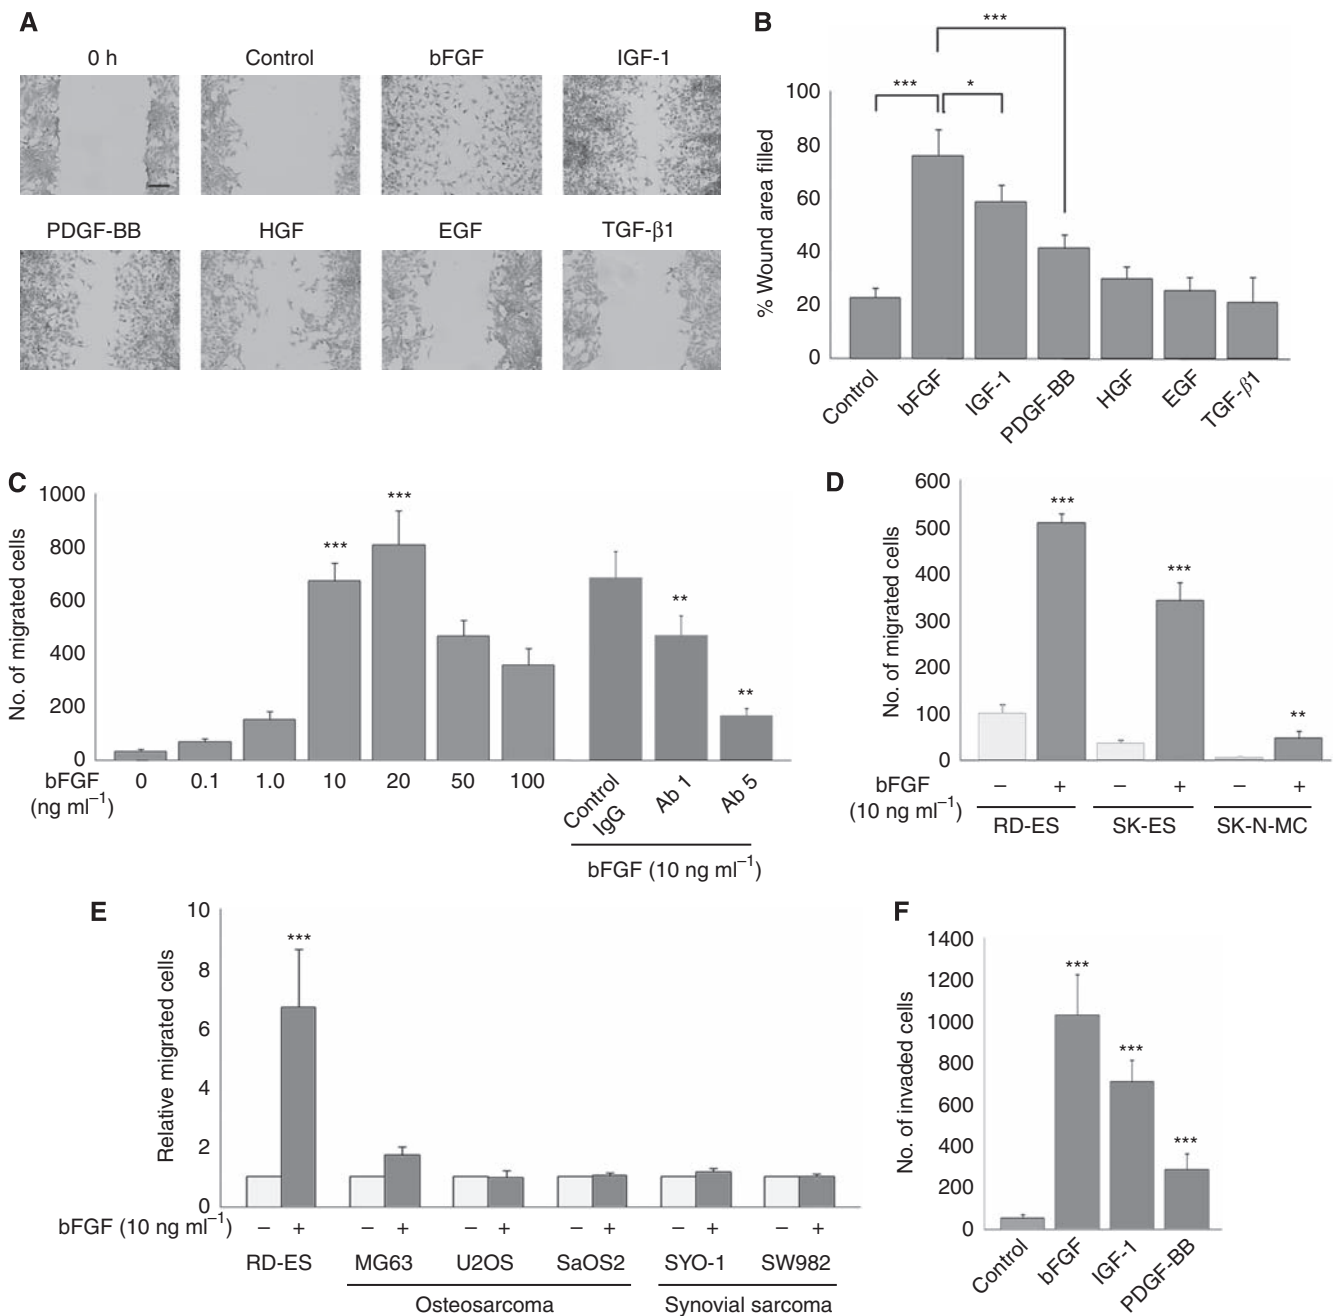 A
0 h Control bFGF IGF-1
PDGF-BB HGF EGF TGF-β1
B
% Wound area filled
100
80
60
40
20
0
***
*** *
Control bFGF IGF-1 PDGF-BB HGF EGF TGF-β1
C
No. of migrated cells
1000
800
600
400
200
0
*** *** ** **
bFGF 0 0.1 1.0 10 20 50 100
(ng ml⁻¹)
Control IgG Ab 1 Ab 5
bFGF (10 ng ml⁻¹)
D
No. of migrated cells
600
500
400
300
200
100
0
*** *** **
bFGF – + – + – +
(10 ng ml⁻¹)
RD-ES SK-ES SK-N-MC
E
Relative migrated cells
10
8
6
4
2
0
***
bFGF (10 ng ml⁻¹) – + – + – + – + – + – +
RD-ES MG63 U2OS SaOS2 SYO-1 SW982
Osteosarcoma Synovial sarcoma
F
No. of invaded cells
1400
1200
1000
800
600
400
200
0
*** *** ***
Control bFGF IGF-1 PDGF-BB